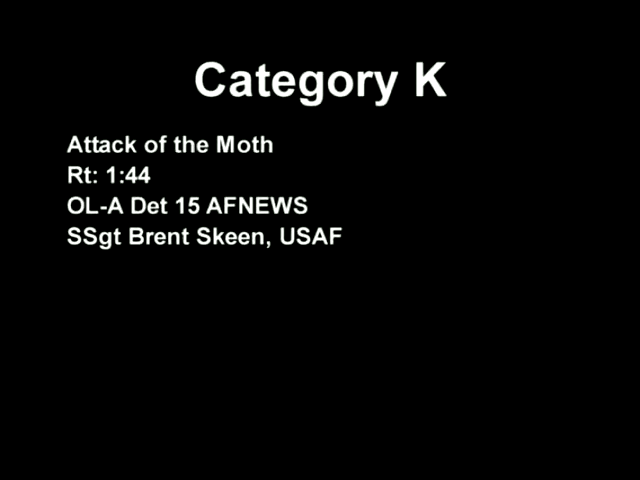 Category K
Attack of the Moth
Rt: 1:44
OL-A Det 15 AFNEWS
SSgt Brent Skeen, USAF